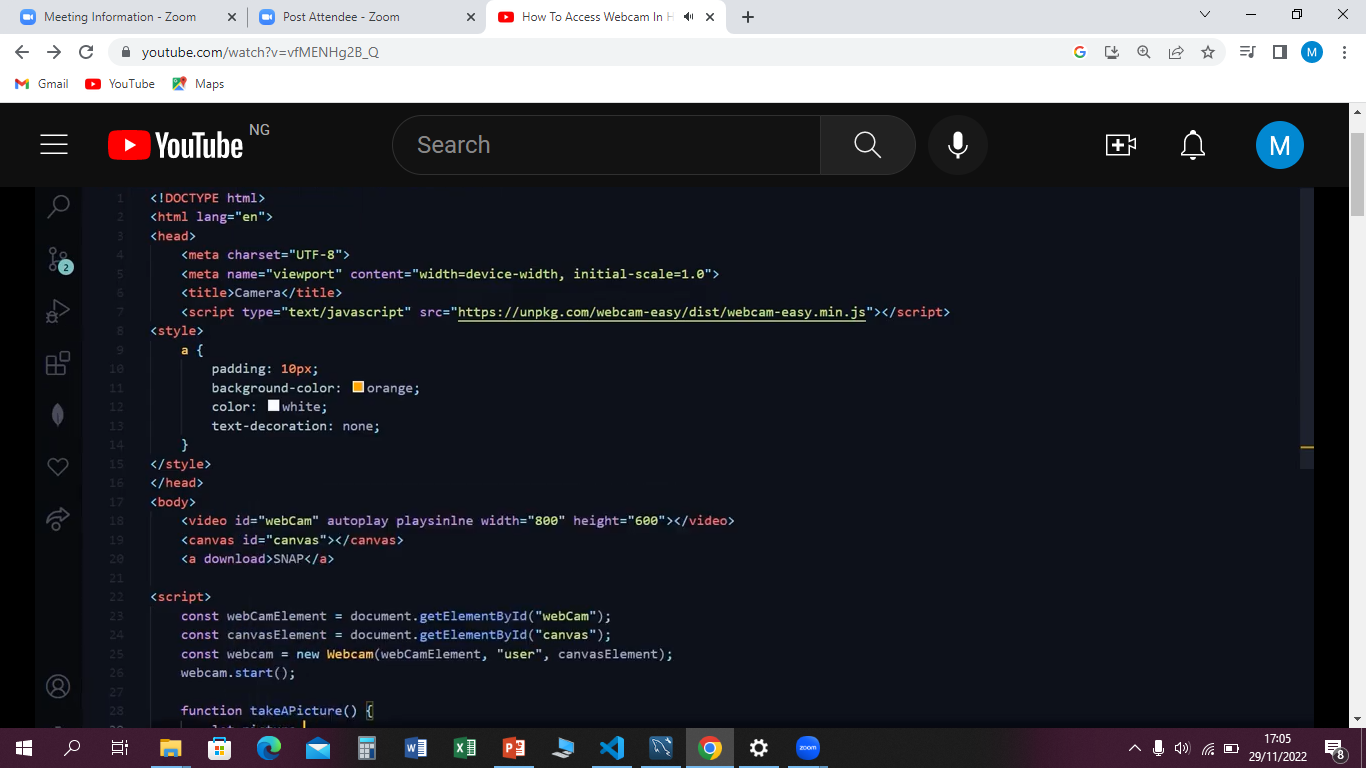 Meeting Information - Zoom
Post Attendee - Zoom
How To Access Webcam In H
youtube.com/watch?v=vfMENHg2B_Q
M
Gmail
YouTube
Maps
YouTube NG
Search
M
2
1 <!DOCTYPE html>
2 <html lang="en">
3 <head>
4 <meta charset="UTF-8">
5 <meta name="viewport" content="width=device-width, initial-scale=1.0">
6 <title>Camera</title>
7 <script type="text/javascript" src="https://unpkg.com/webcam-easy/dist/webcam-easy.min.js"></script>
8 <style>
9 a {
10 padding: 10px;
11 background-color: orange;
12 color: white;
13 text-decoration: none;
14 }
15 </style>
16 </head>
17 <body>
18 <video id="webCam" autoplay playsinlne width="800" height="600"></video>
19 <canvas id="canvas"></canvas>
20 <a download>SNAP</a>
21
22 <script>
23 const webCamElement = document.getElementById("webCam");
24 const canvasElement = document.getElementById("canvas");
25 const webcam = new Webcam(webCamElement, "user", canvasElement);
26 webcam.start();
27
28 function takeAPicture() {
zoom
17:05
29/11/2022
8